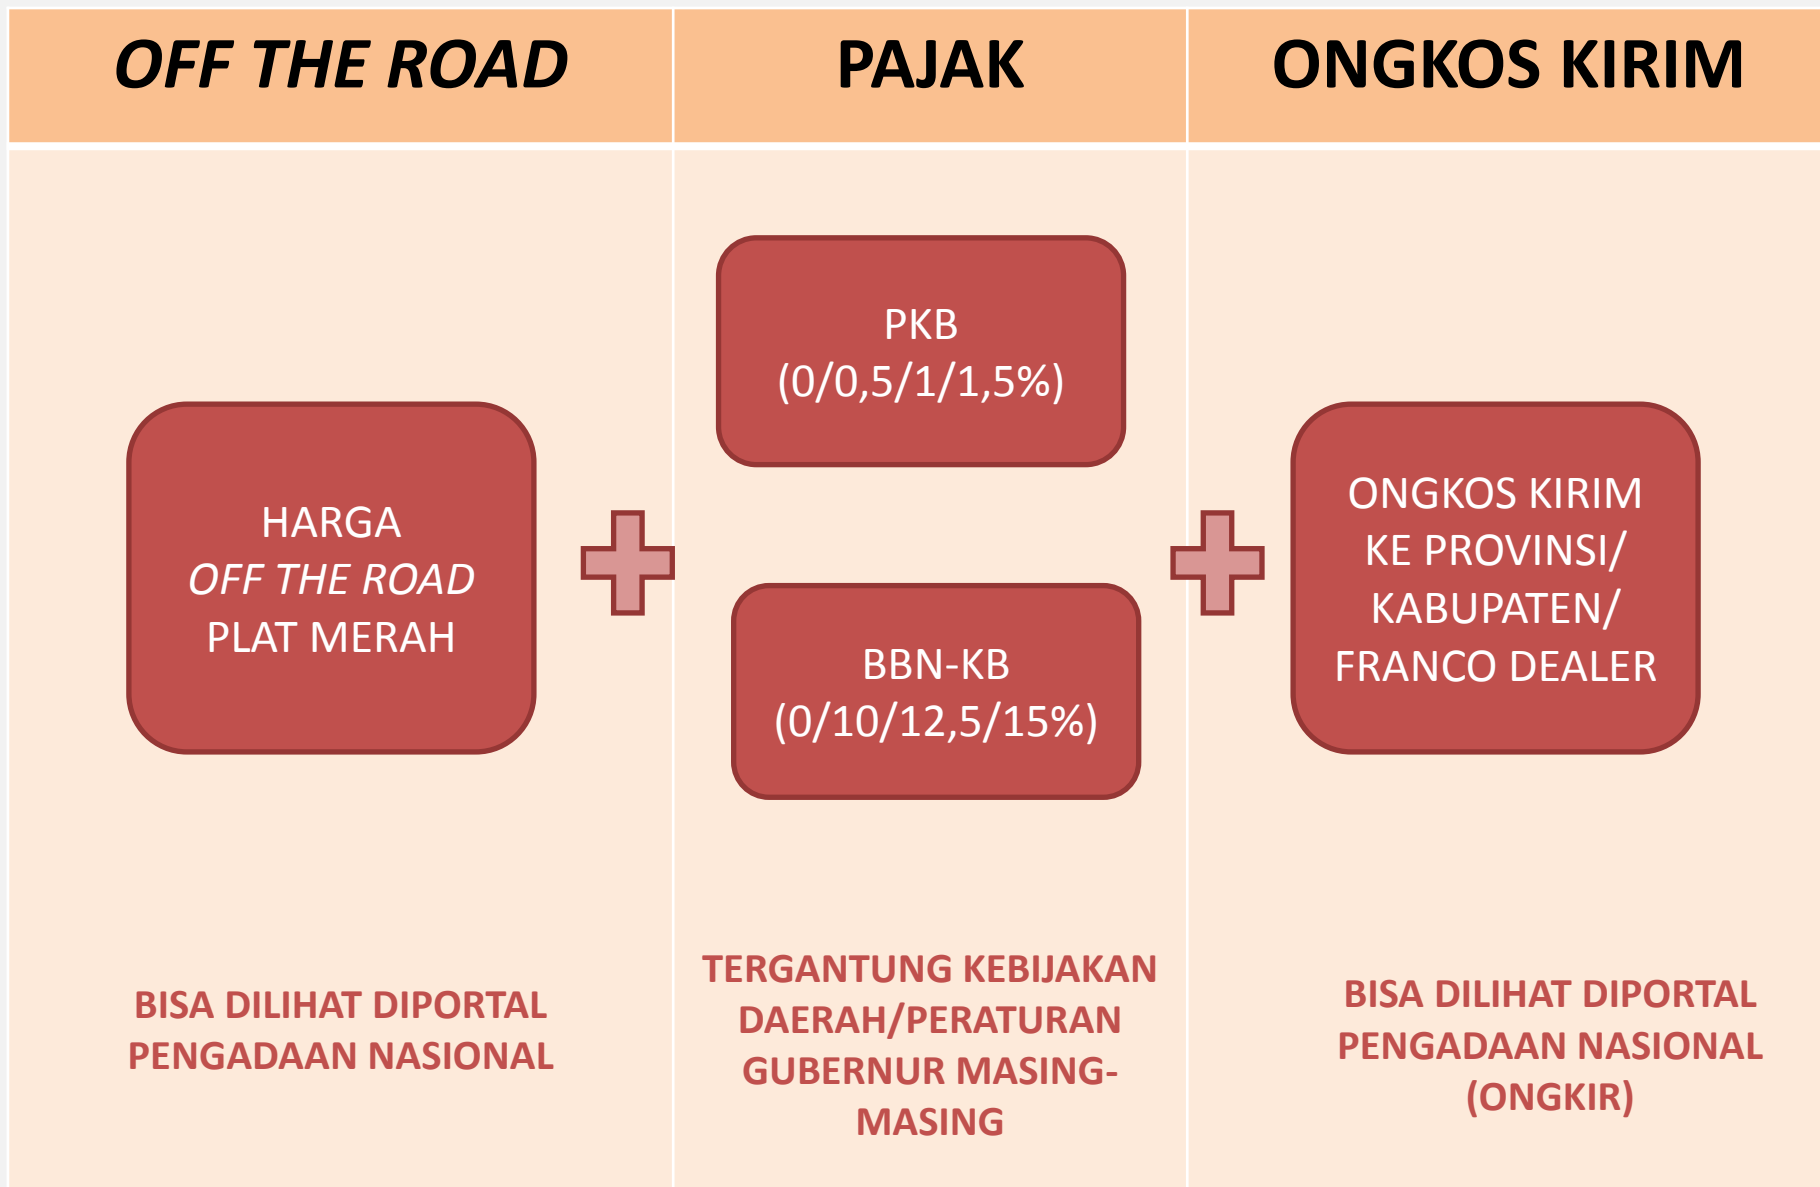 OFF THE ROAD
PAJAK
ONGKOS KIRIM
HARGA
OFF THE ROAD
PLAT MERAH
BISA DILIHAT DIPORTAL
PENGADAAN NASIONAL
PKB
(0/0,5/1/1,5%)
BBN-KB
(0/10/12,5/15%)
TERGANTUNG KEBIJAKAN
DAERAH/PERATURAN
GUBERNUR MASING-
MASING
ONGKOS KIRIM
KE PROVINSI/
KABUPATEN/
FRANCO DEALER
BISA DILIHAT DIPORTAL
PENGADAAN NASIONAL
(ONGKIR)